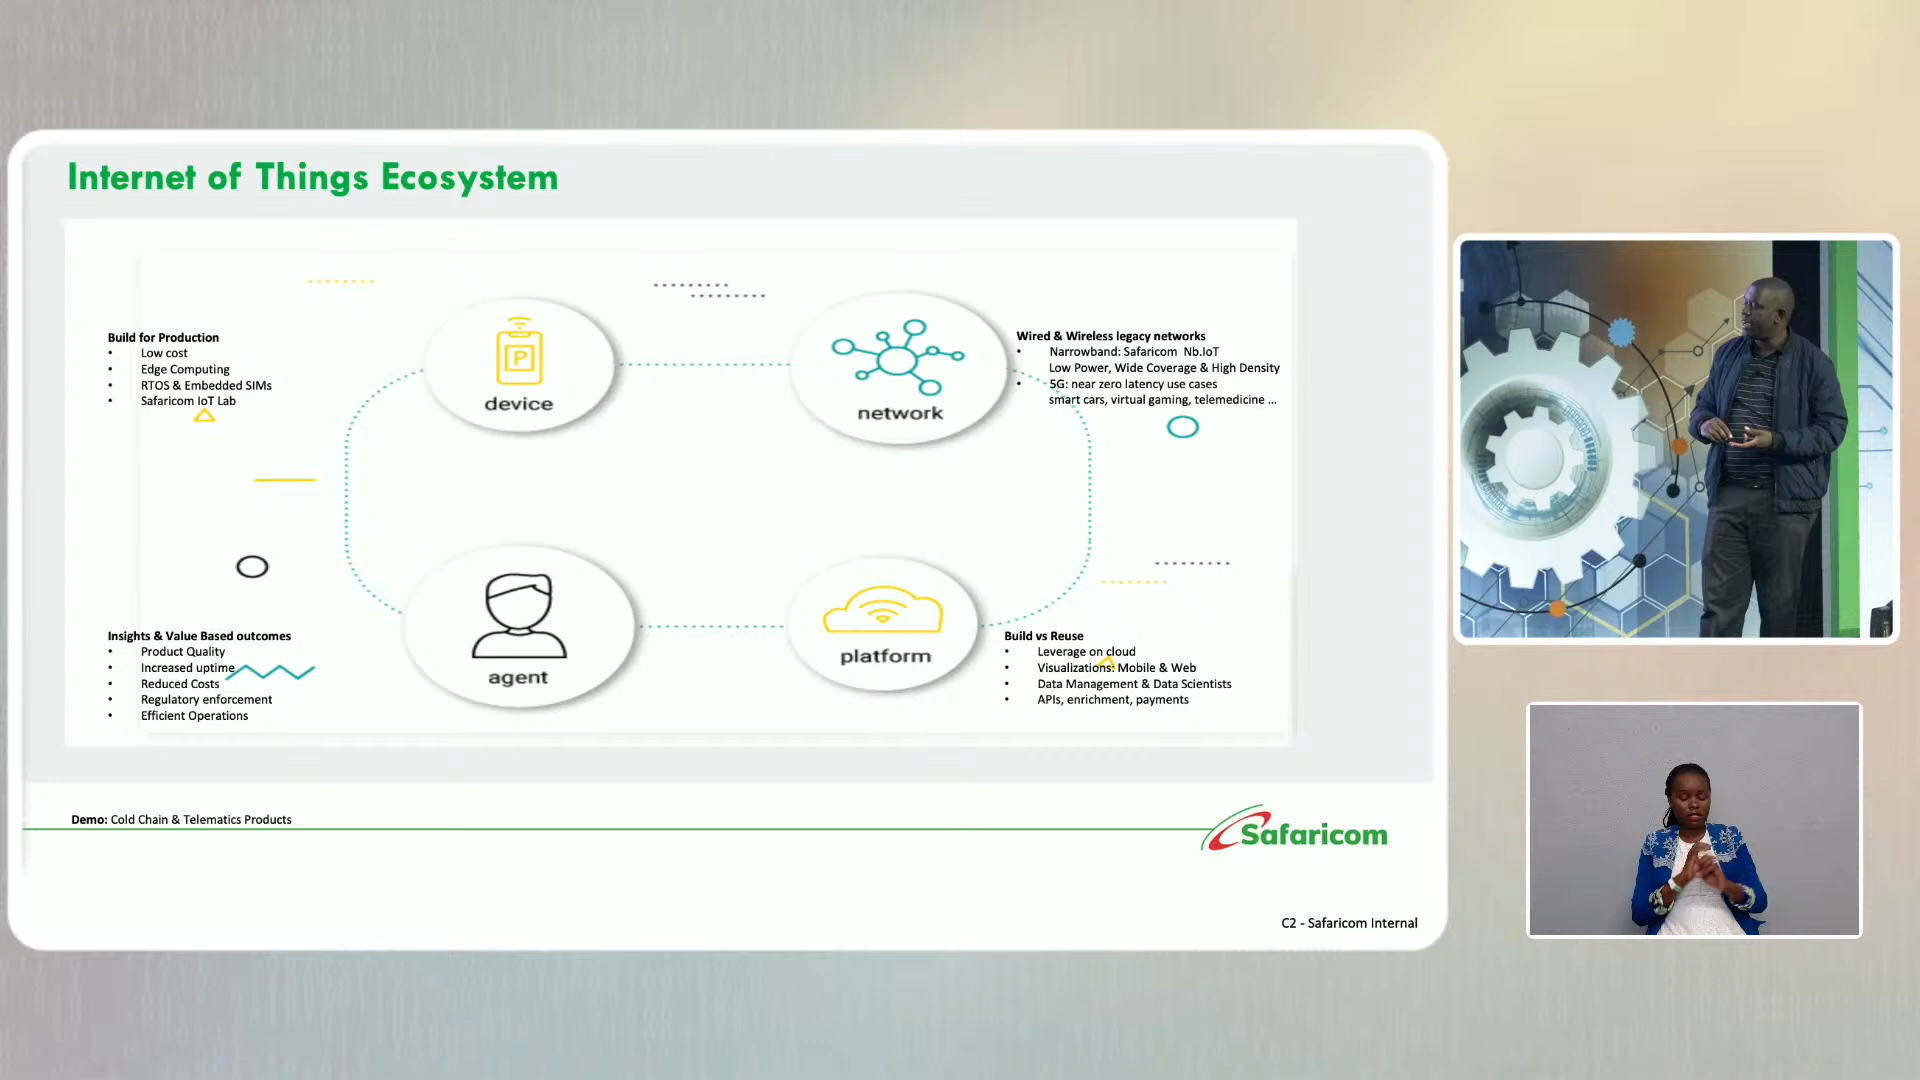 Internet of Things Ecosystem
Build for Production
• Low cost
• Edge Computing
• RTOS & Embedded SIMs
• Safaricom IoT Lab
P
device
network
Wired & Wireless legacy networks
• Narrowband: Safaricom Nb.IoT
Low Power, Wide Coverage & High Density
• 5G: near zero latency use cases
smart cars, virtual gaming, telemedicine ...
Insights & Value Based outcomes
• Product Quality
• Increased uptime
• Reduced Costs
• Regulatory enforcement
• Efficient Operations
agent
platform
Build vs Reuse
• Leverage on cloud
• Visualizations: Mobile & Web
• Data Management & Data Scientists
• APIs, enrichment, payments
Demo: Cold Chain & Telematics Products
Safaricom
C2 - Safaricom Internal